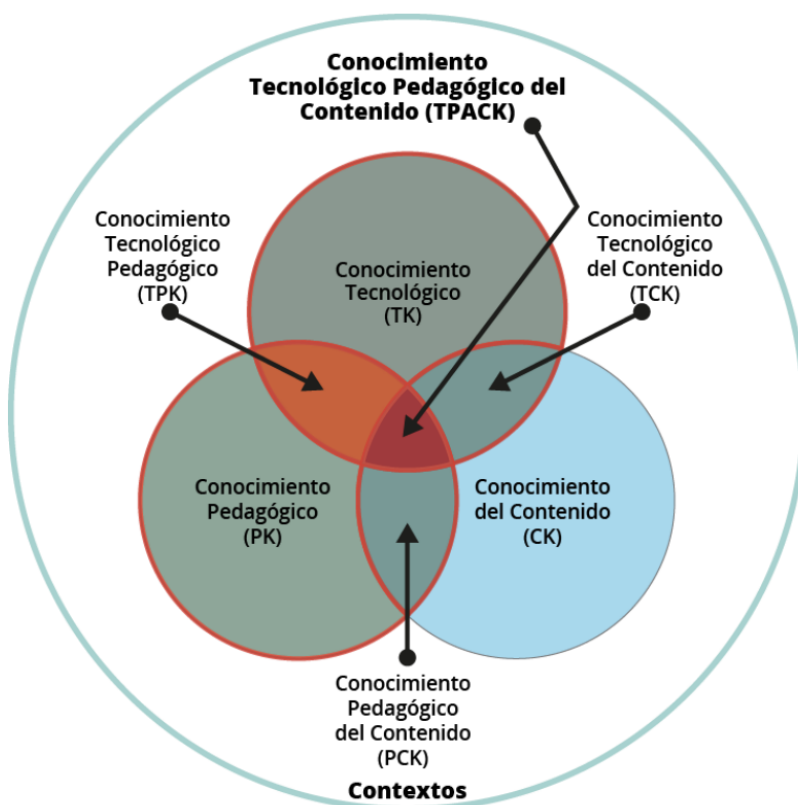 Conocimiento
Tecnológico Pedagógico del
Contenido (TPACK)
Conocimiento
Tecnológico
Pedagógico
(TPK)
Conocimiento
Tecnológico
(TK)
Conocimiento
Tecnológico
del Contenido
(TCK)
Conocimiento
Pedagógico
(PK)
Conocimiento
del Contenido
(CK)
Conocimiento
Pedagógico
del Contenido
(PCK)
Contextos